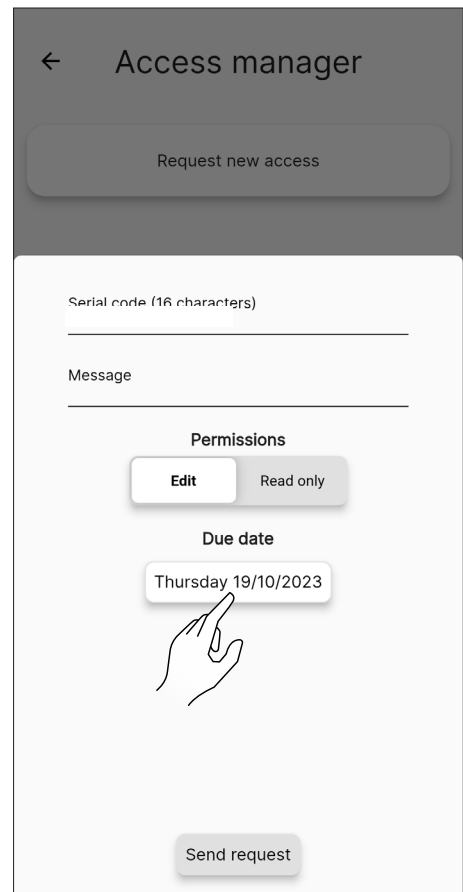 Access manager
Request new access
Serial code (16 characters)
Message
Permissions
Edit Read only
Due date
Thursday 19/10/2023
Send request